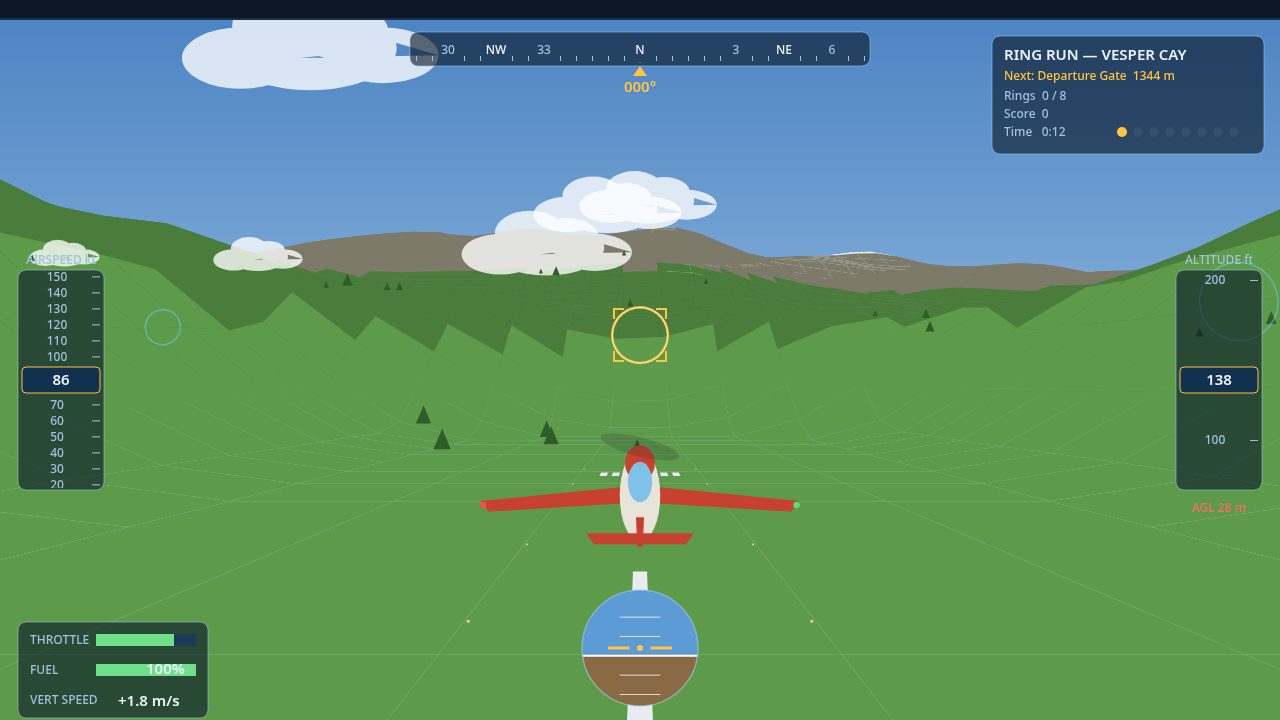 30 NW 33 N 3 NE 6
000°
RING RUN — VESPER CAY
Next: Departure Gate 1344 m
Rings 0 / 8
Score 0
Time 0:12
AIRSPEED kt
150
140
130
120
110
100
86
70
60
50
40
30
20
ALTITUDE ft
200
138
100
AGL 28 m
THROTTLE
FUEL 100%
VERT SPEED +1.8 m/s